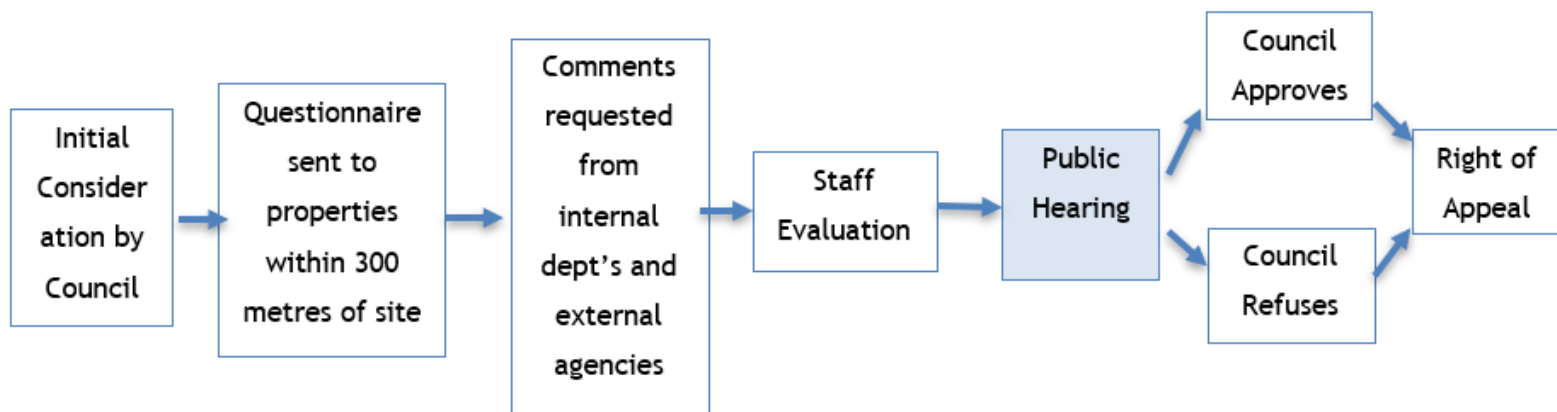 Initial
Consider
ation by
Council
Questionnaire
sent to
properties
within 300
metres of site
Comments
requested
from
internal
dept’s and
external
agencies
Staff
Evaluation
Public
Hearing
Council
Approves
Council
Refuses
Right of
Appeal